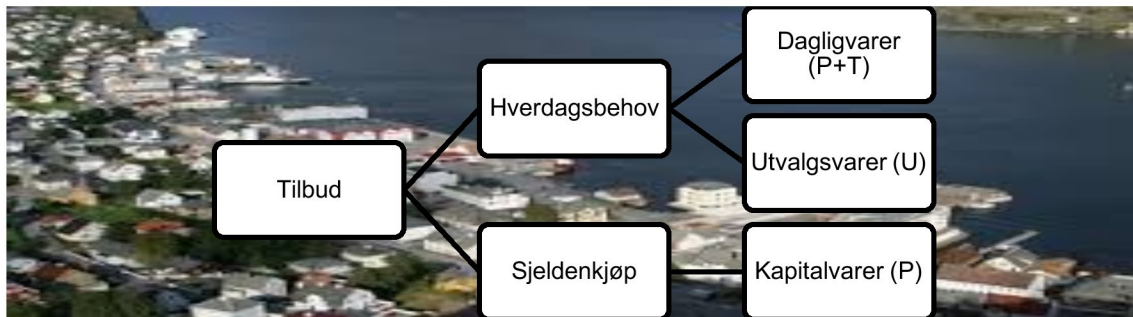 Tilbud
Hverdagsbehov
Dagligvarer
(P+T)
Utvalgsvarer (U)
Sjeldenkjøp
Kapitalvarer (P)